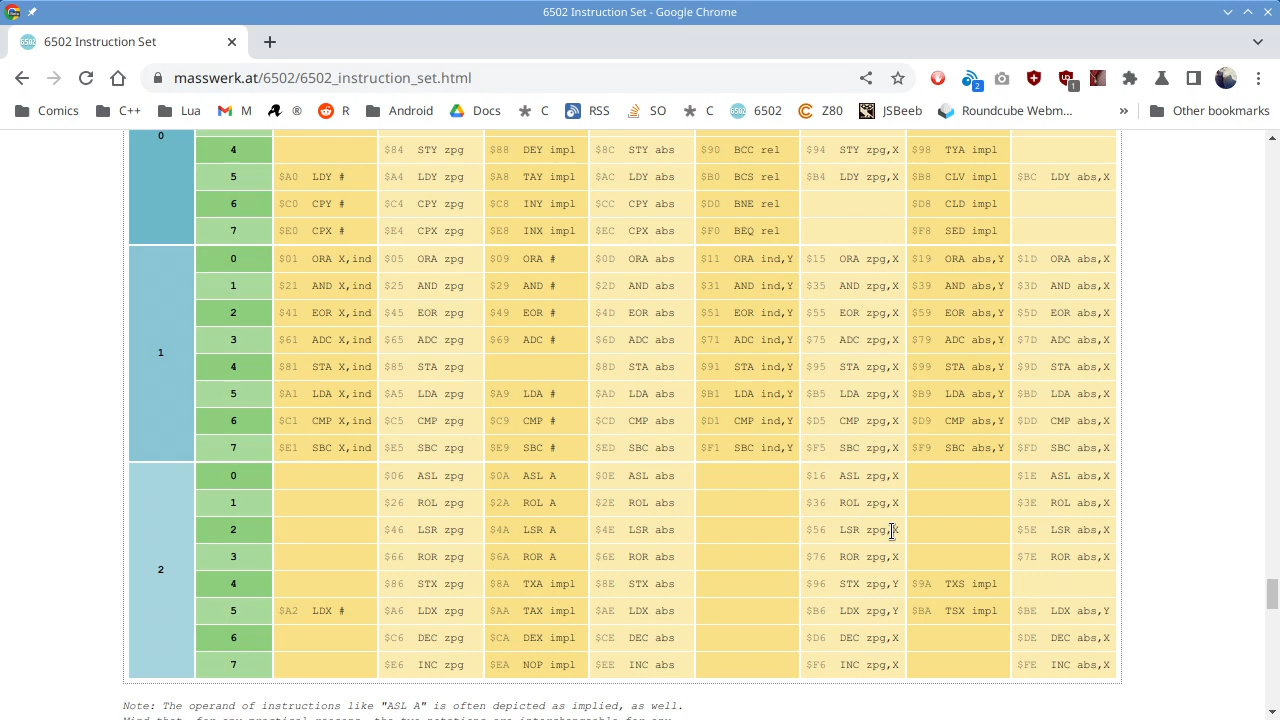 6502 Instruction Set - Google Chrome
6502 6502 Instruction Set
masswerk.at/6502/6502_instruction_set.html 2 1
Comics C++ Lua M ® R Android Docs C RSS SO C 6502 6502 Z80 JSBeeb Roundcube Webm... » Other bookmarks
0
4 $84 STY zpg $88 DEY impl $8C STY abs $90 BCC rel $94 STY zpg,X $98 TYA impl
5 $A0 LDY # $A4 LDY zpg $A8 TAY impl $AC LDY abs $B0 BCS rel $B4 LDY zpg,X $B8 CLV impl $BC LDY abs,X
6 $C0 CPY # $C4 CPY zpg $C8 INY impl $CC CPY abs $D0 BNE rel $D8 CLD impl
7 $E0 CPX # $E4 CPX zpg $E8 INX impl $EC CPX abs $F0 BEQ rel $F8 SED impl
1
0 $01 ORA X,ind $05 ORA zpg $09 ORA # $0D ORA abs $11 ORA ind,Y $15 ORA zpg,X $19 ORA abs,Y $1D ORA abs,X
1 $21 AND X,ind $25 AND zpg $29 AND # $2D AND abs $31 AND ind,Y $35 AND zpg,X $39 AND abs,Y $3D AND abs,X
2 $41 EOR X,ind $45 EOR zpg $49 EOR # $4D EOR abs $51 EOR ind,Y $55 EOR zpg,X $59 EOR abs,Y $5D EOR abs,X
3 $61 ADC X,ind $65 ADC zpg $69 ADC # $6D ADC abs $71 ADC ind,Y $75 ADC zpg,X $79 ADC abs,Y $7D ADC abs,X
4 $81 STA X,ind $85 STA zpg $8D STA abs $91 STA ind,Y $95 STA zpg,X $99 STA abs,Y $9D STA abs,X
5 $A1 LDA X,ind $A5 LDA zpg $A9 LDA # $AD LDA abs $B1 LDA ind,Y $B5 LDA zpg,X $B9 LDA abs,Y $BD LDA abs,X
6 $C1 CMP X,ind $C5 CMP zpg $C9 CMP # $CD CMP abs $D1 CMP ind,Y $D5 CMP zpg,X $D9 CMP abs,Y $DD CMP abs,X
7 $E1 SBC X,ind $E5 SBC zpg $E9 SBC # $ED SBC abs $F1 SBC ind,Y $F5 SBC zpg,X $F9 SBC abs,Y $FD SBC abs,X
2
0 $06 ASL zpg $0A ASL A $0E ASL abs $16 ASL zpg,X $1E ASL abs,X
1 $26 ROL zpg $2A ROL A $2E ROL abs $36 ROL zpg,X $3E ROL abs,X
2 $46 LSR zpg $4A LSR A $4E LSR abs $56 LSR zpg,X $5E LSR abs,X
3 $66 ROR zpg $6A ROR A $6E ROR abs $76 ROR zpg,X $7E ROR abs,X
4 $86 STX zpg $8A TXA impl $8E STX abs $96 STX zpg,Y $9A TXS impl
5 $A2 LDX # $A6 LDX zpg $AA TAX impl $AE LDX abs $B6 LDX zpg,Y $BA TSX impl $BE LDX abs,Y
6 $C6 DEC zpg $CA DEX impl $CE DEC abs $D6 DEC zpg,X $DE DEC abs,X
7 $E6 INC zpg $EA NOP impl $EE INC abs $F6 INC zpg,X $FE INC abs,X
Note: The operand of instructions like "ASL A" is often depicted as implied, as well.
Mind that, for any practical reasons, the two notations are interchangeable for any